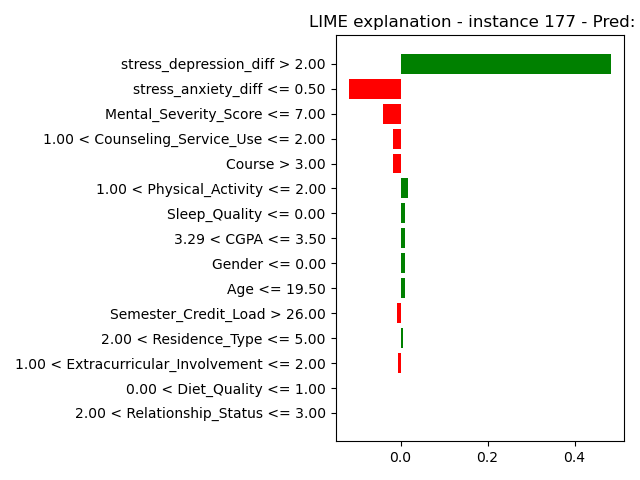 LIME explanation - instance 177 - Pred:
stress_depression_diff > 2.00
stress_anxiety_diff <= 0.50
Mental_Severity_Score <= 7.00
1.00 < Counseling_Service_Use <= 2.00
Course > 3.00
1.00 < Physical_Activity <= 2.00
Sleep_Quality <= 0.00
3.29 < CGPA <= 3.50
Gender <= 0.00
Age <= 19.50
Semester_Credit_Load > 26.00
2.00 < Residence_Type <= 5.00
1.00 < Extracurricular_Involvement <= 2.00
0.00 < Diet_Quality <= 1.00
2.00 < Relationship_Status <= 3.00
0.0 0.2 0.4